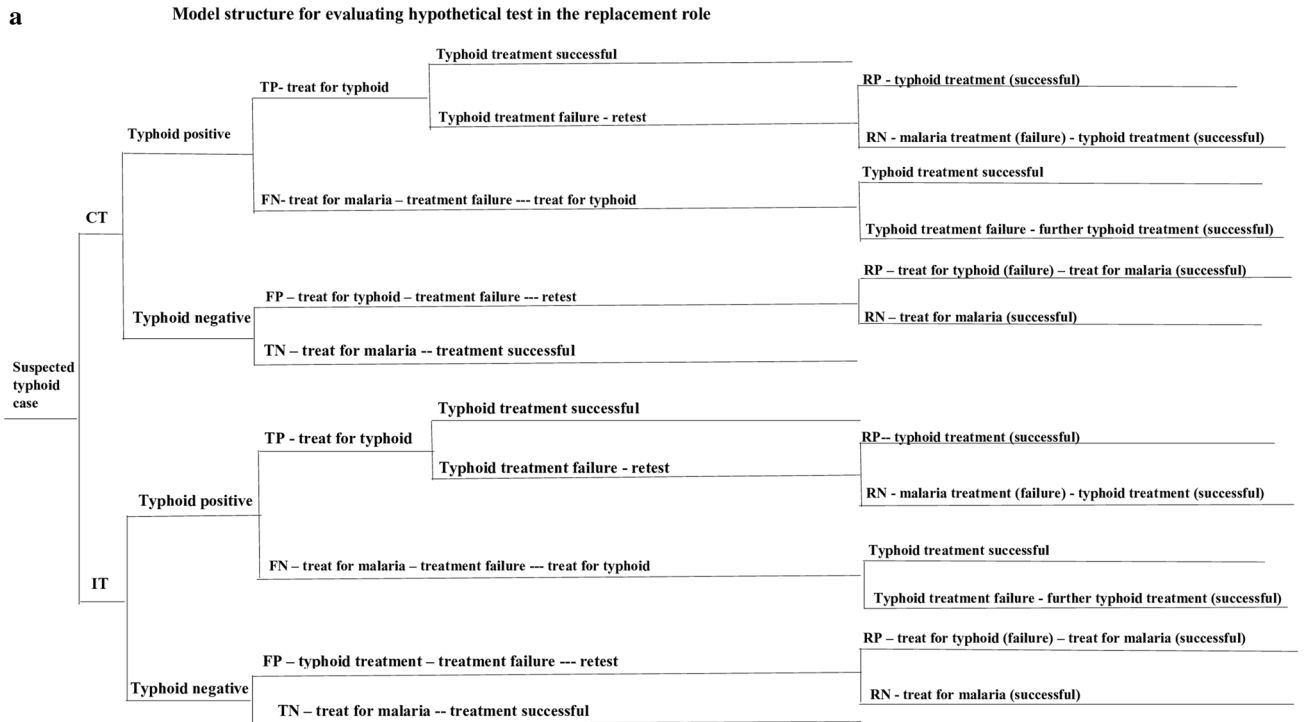 a
Model structure for evaluating hypothetical test in the replacement role
Typhoid treatment successful
RP - typhoid treatment (successful)
TP- treat for typhoid
Typhoid treatment failure - retest
Typhoid positive
RN - malaria treatment (failure) - typhoid treatment (successful)
Typhoid treatment successful
FN- treat for malaria – treatment failure --- treat for typhoid
CT
Typhoid treatment failure - further typhoid treatment (successful)
RP – treat for typhoid (failure) – treat for malaria (successful)
FP – treat for typhoid – treatment failure --- retest
Typhoid negative
RN – treat for malaria (successful)
TN – treat for malaria -- treatment successful
Suspected
typhoid
case
Typhoid treatment successful
TP - treat for typhoid
RP-- typhoid treatment (successful)
Typhoid treatment failure - retest
Typhoid positive
RN - malaria treatment (failure) - typhoid treatment (successful)
Typhoid treatment successful
FN – treat for malaria – treatment failure --- treat for typhoid
IT
Typhoid treatment failure - further typhoid treatment (successful)
RP – treat for typhoid (failure) – treat for malaria (successful)
FP – typhoid treatment – treatment failure --- retest
Typhoid negative
RN - treat for malaria (successful)
TN – treat for malaria -- treatment successful